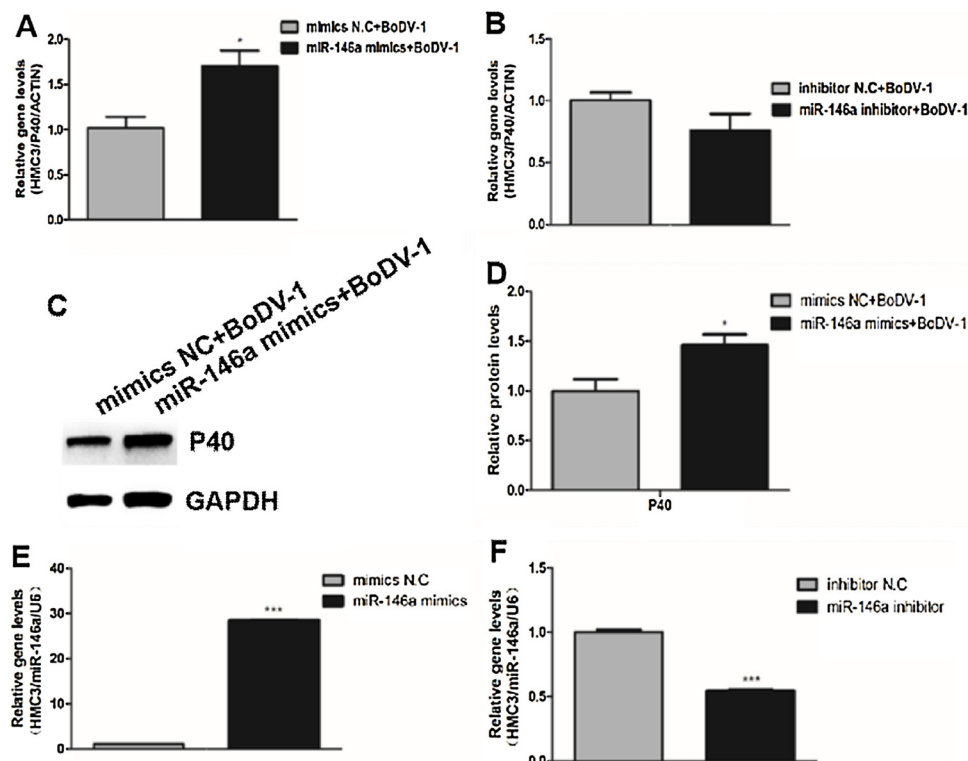 A
mimics N.C+BoDV-1
miR-146a mimics+BoDV-1
Relative gene levels
(HMC3/P40/ACTIN)
2.0
*
1.5
1.0
0.5
0.0
B
inhibitor N.C+BoDV-1
miR-146a inhibitor+BoDV-1
Relative gene levels
(HMC3/P40/ACTIN)
1.5
1.0
0.5
0.0
C
mimics NC+BoDV-1
miR-146a mimics+BoDV-1
P40
GAPDH
D
mimics NC+BoDV-1
miR-146a mimics+BoDV-1
Relative protein levels
2.0
*
1.5
1.0
0.5
0.0
P40
E
mimics N.C
miR-146a mimics
Relative gene levels
(HMC3/miR-146a/U6)
40
30
***
20
10
0
F
inhibitor N.C
miR-146a inhibitor
Relative gene levels
(HMC3/miR-146a/U6)
1.5
1.0
***
0.5
0.0